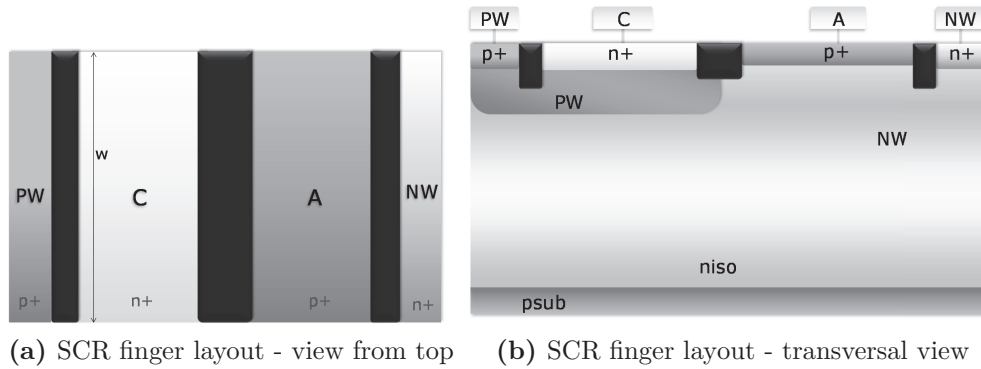 PW
C
A
NW
w
p+
n+
p+
n+
PW
C
A
NW
p+
n+
p+
n+
PW
NW
niso
psub
(a) SCR finger layout - view from top
(b) SCR finger layout - transversal view